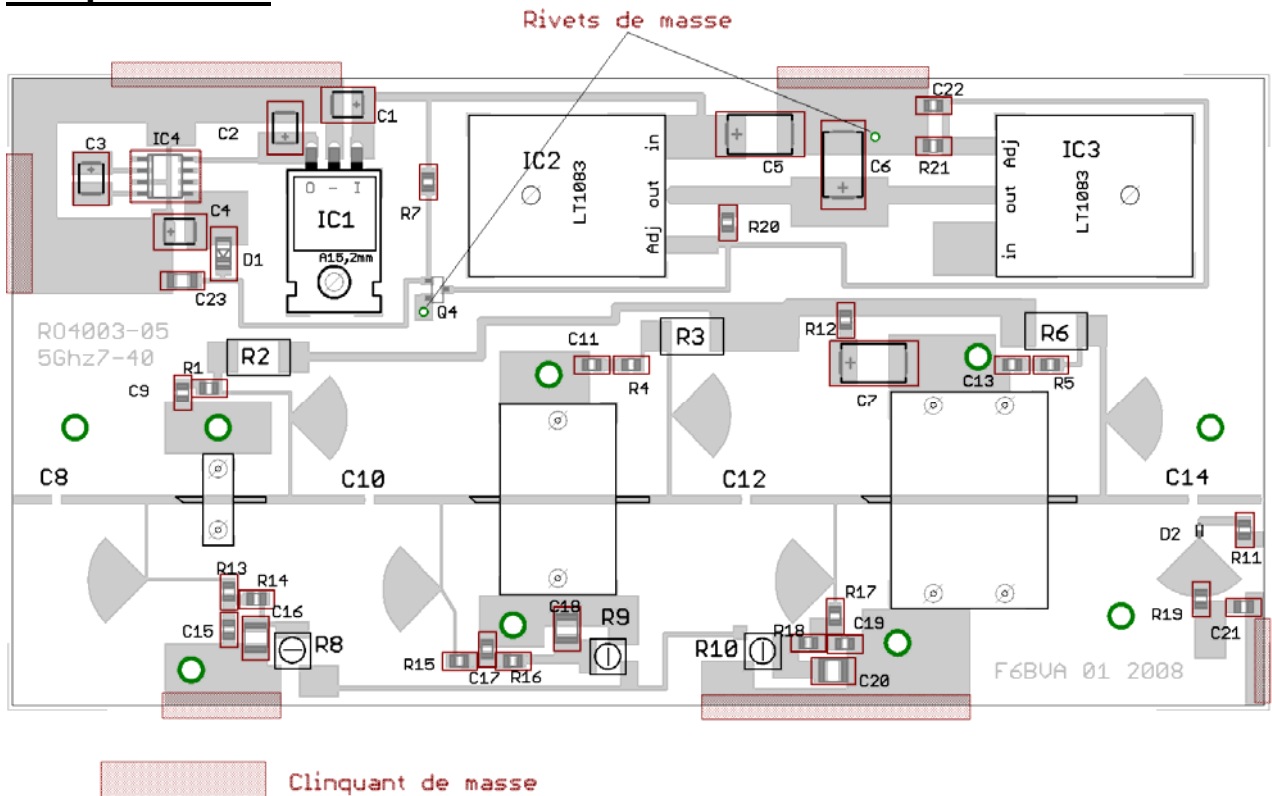 Rivets de masse
C22
C1
C2
C3
IC4
C5
C6
R21
Adj
IC3
in
IC2
LT1083
out
Adj
out
in
LT1083
O - I
IC1
A15,2mm
R7
C4
D1
C23
R20
Q4
RO4003-05
5Ghz7-40
R2
R1
C9
C11
R3
R4
R12
C7
C13
R6
R5
C8
C10
C12
C14
D2
R11
R13
R14
C16
C15
R8
C18
R9
R15
C17
R16
R17
R10
R18
C19
C20
R19
C21
F6BVA 01 2008
Clinquant de masse